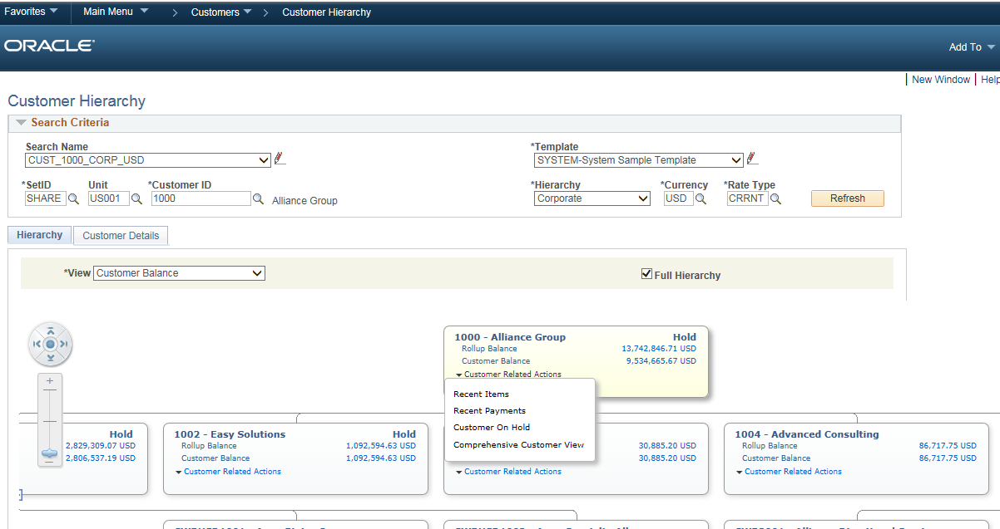 Favorites Main Menu > Customers > Customer Hierarchy
ORACLE
Add To
New Window Help
Customer Hierarchy
Search Criteria
Search Name *Template
CUST_1000_CORP_USD SYSTEM-System Sample Template
*SetID Unit *Customer ID *Hierarchy *Currency *Rate Type
SHARE US001 1000 Alliance Group Corporate USD CRRNT Refresh
Hierarchy Customer Details
*View Customer Balance Full Hierarchy
1000 - Alliance Group Hold
Rollup Balance 13,742,846.71 USD
Customer Balance 9,534,665.67 USD
Customer Related Actions
Recent Items
Recent Payments
Customer On Hold
Comprehensive Customer View
Hold
2,829,309.07 USD
2,806,537.19 USD
1002 - Easy Solutions Hold
Rollup Balance 1,092,594.63 USD
Customer Balance 1,092,594.63 USD
Customer Related Actions
30,885.20 USD
30,885.20 USD
Customer Related Actions
1004 - Advanced Consulting
Rollup Balance 86,717.75 USD
Customer Balance 86,717.75 USD
Customer Related Actions